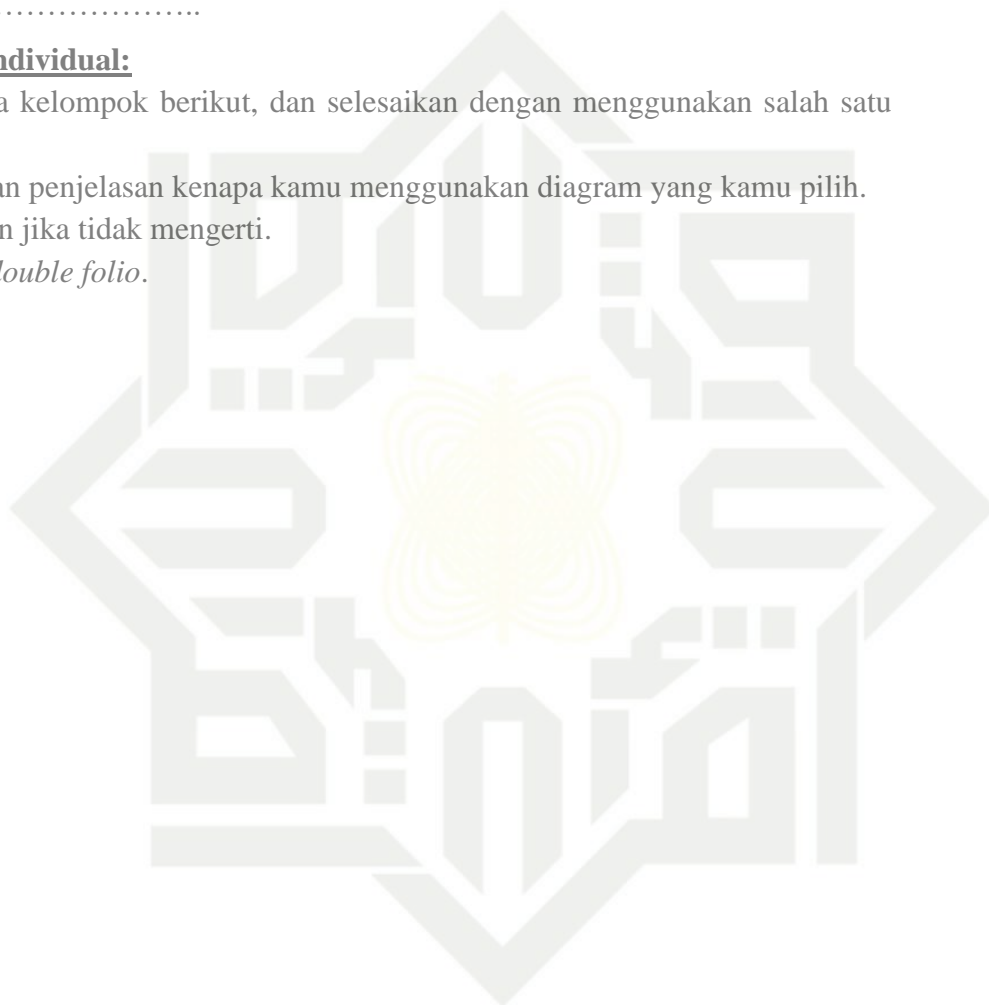 ………………..
ndividual:
a kelompok berikut, dan selesaikan dengan menggunakan salah satu
an penjelasan kenapa kamu menggunakan diagram yang kamu pilih.
n jika tidak mengerti.
double folio.